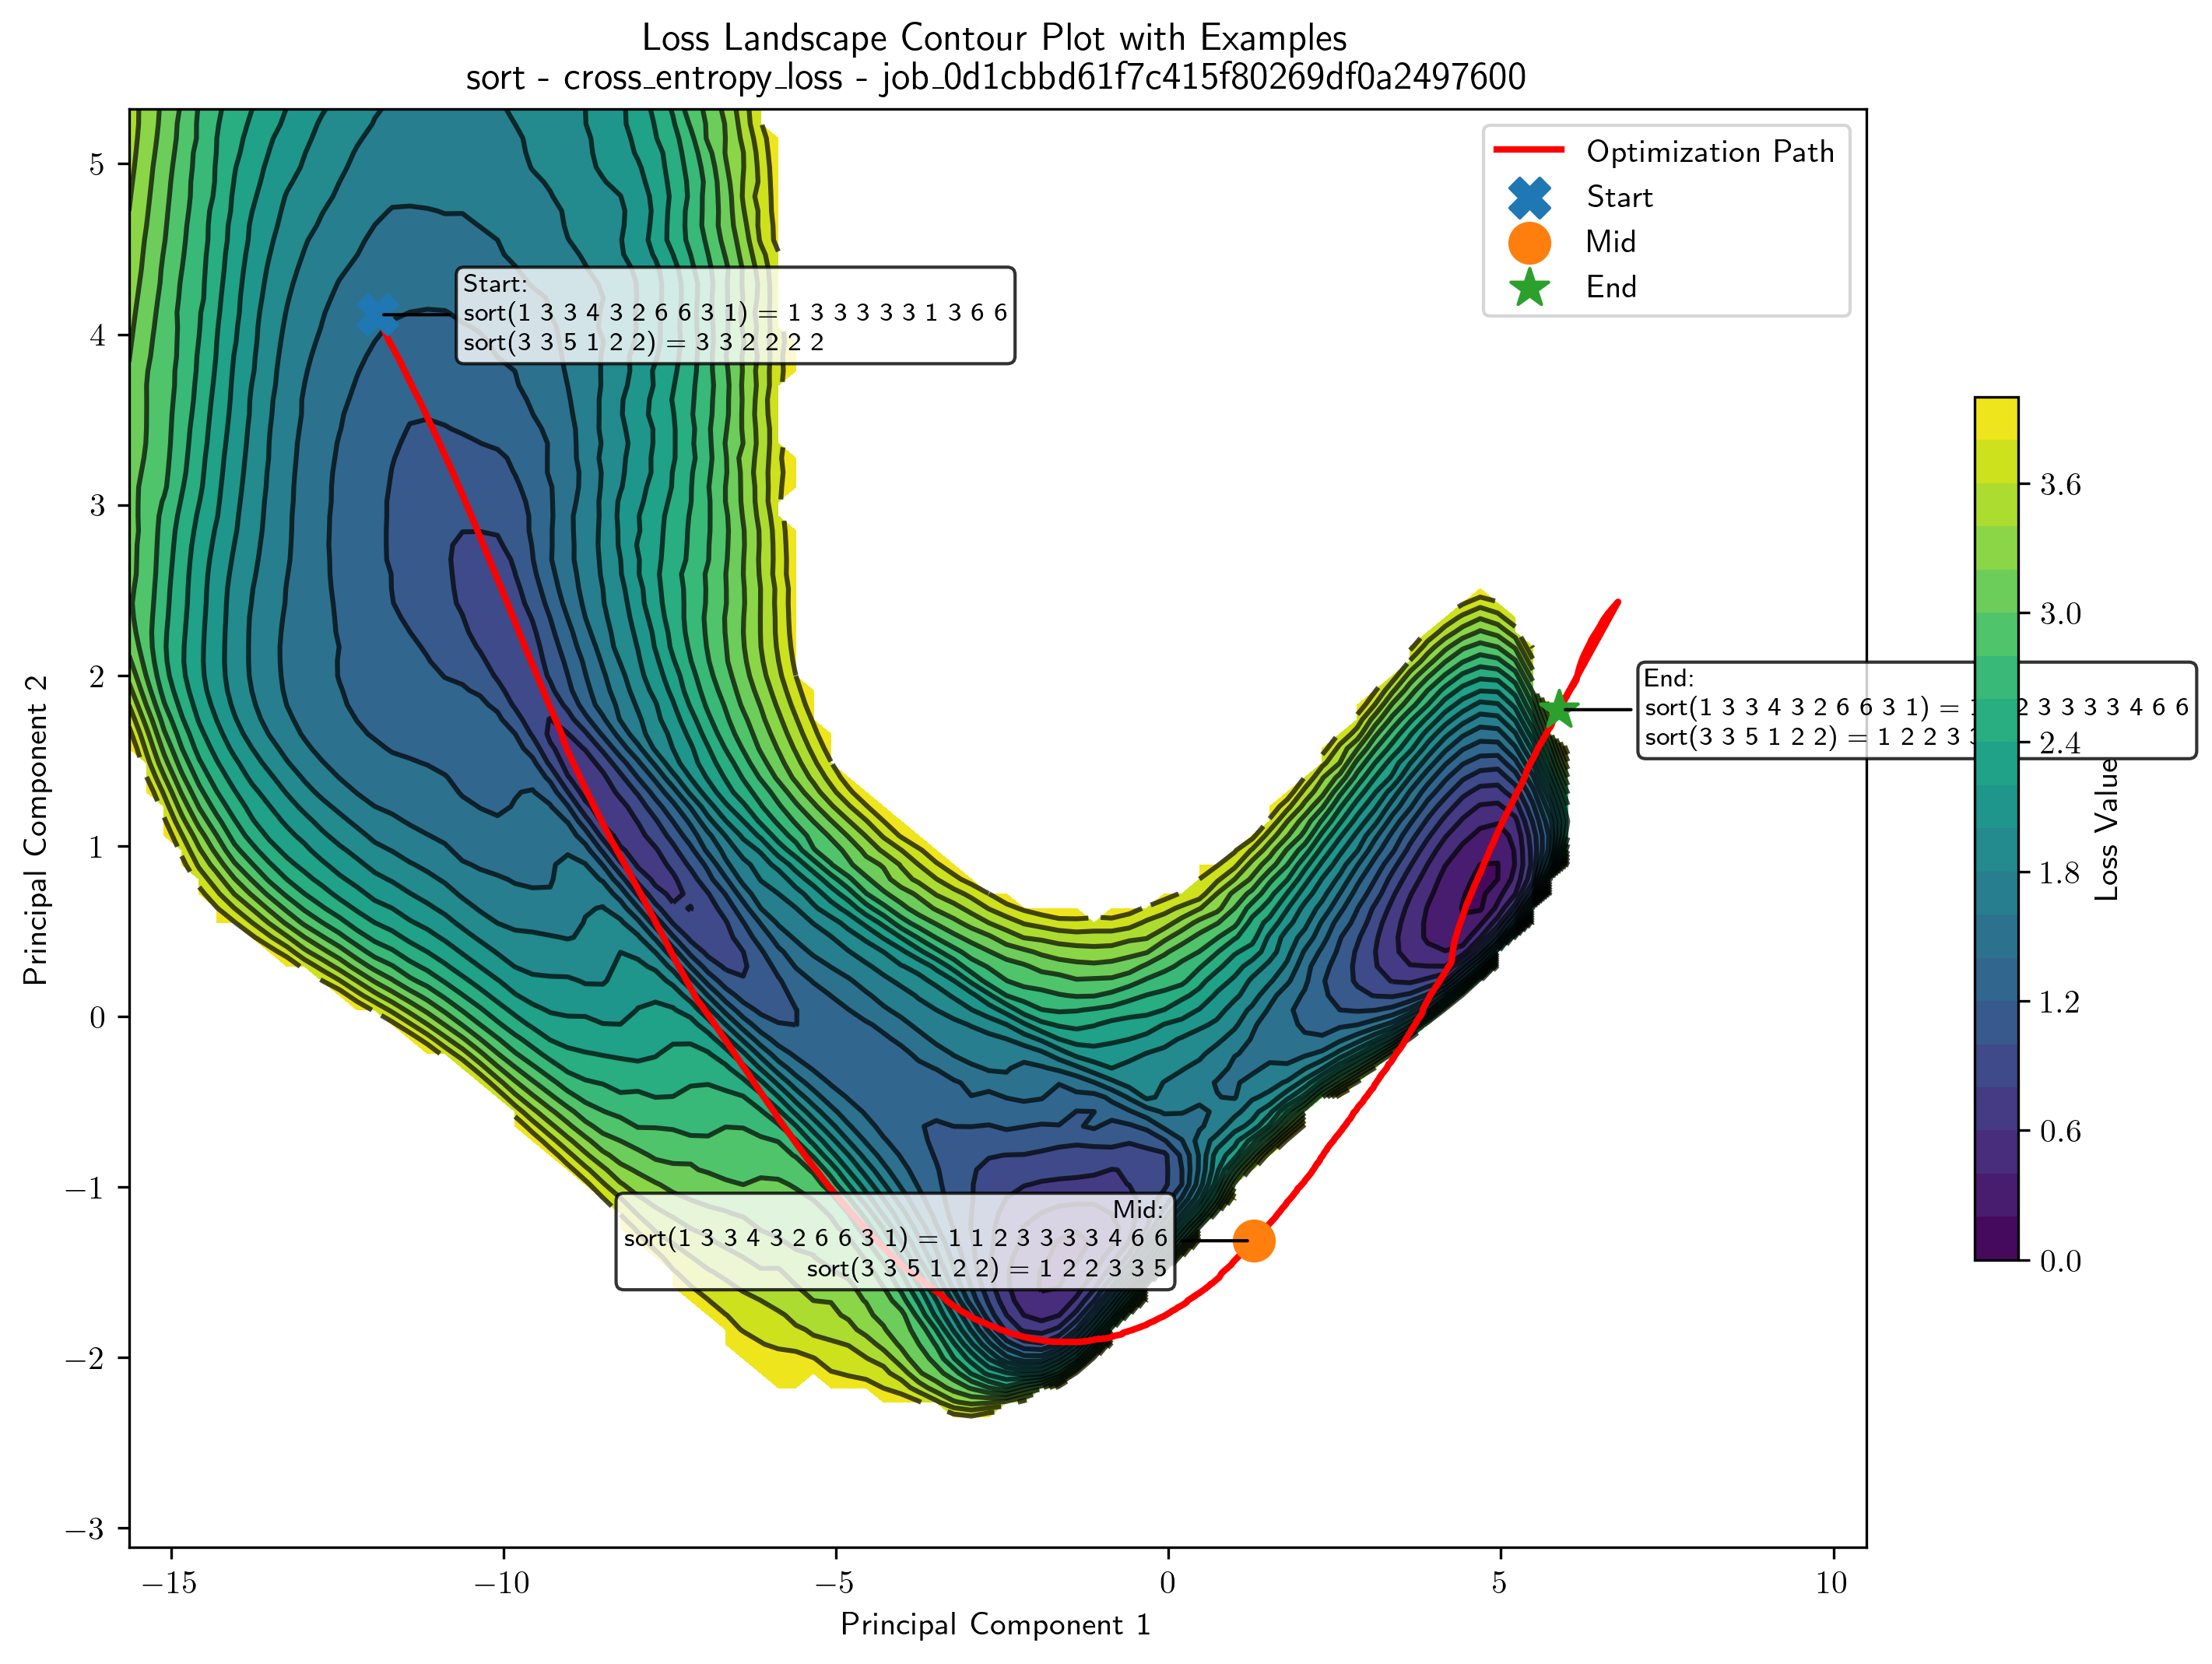 Loss Landscape Contour Plot with Examples
sort - cross_entropy_loss - job_0d1cbbd61f7c415f80269df0a2497600
Optimization Path
Start
Mid
End
Start:
sort(1 3 3 4 3 2 6 6 3 1) = 1 3 3 3 3 3 1 3 6 6
sort(3 3 5 1 2 2) = 3 3 2 2 2 2
End:
sort(1 3 3 4 3 2 6 6 3 1) = 2 3 3 3 3 4 6 6
sort(3 3 5 1 2 2) = 1 2 2 3
Mid:
sort(1 3 3 4 3 2 6 6 3 1) = 1 1 2 3 3 3 3 4 6 6
sort(3 3 5 1 2 2) = 1 2 2 3 3 5
Principal Component 2
5
4
3
2
1
0
−1
−2
−3
−15
−10
−5
0
5
10
Principal Component 1
3.6
3.0
2.4
1.8
1.2
0.6
0.0
Loss Value